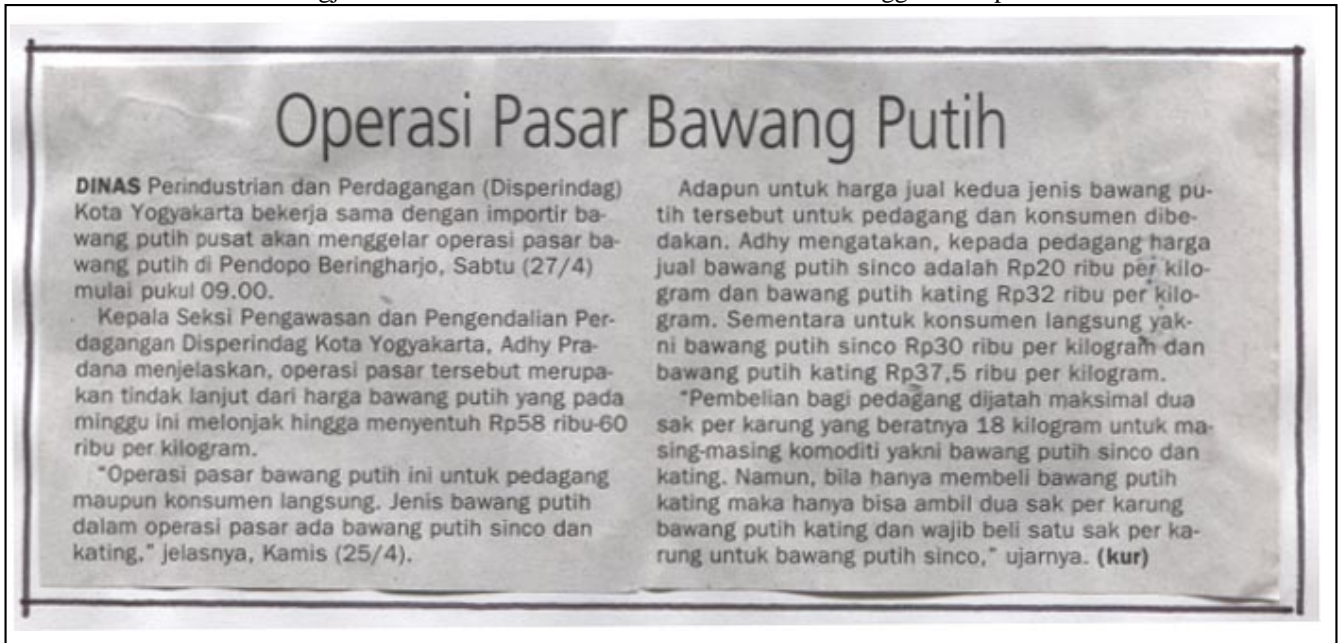 Operasi Pasar Bawang Putih
DINAS Perindustrian dan Perdagangan (Disperindag)
Kota Yogyakarta bekerja sama dengan importir ba-
wang putih pusat akan menggelar operasi pasar ba-
wang putih di Pendopo Beringharjo, Sabtu (27/4)
mulai pukul 09.00.
Kepala Seksi Pengawasan dan Pengendalian Per-
dagangan Disperindag Kota Yogyakarta, Adhy Pra-
dana menjelaskan, operasi pasar tersebut merupa-
kan tindak lanjut dari harga bawang putih yang pada
minggu ini melonjak hingga menyentuh Rp58 ribu-60
ribu per kilogram.
"Operasi pasar bawang putih ini untuk pedagang
maupun konsumen langsung. Jenis bawang putih
dalam operasi pasar ada bawang putih sinco dan
kating," jelasnya, Kamis (25/4).
Adapun untuk harga jual kedua jenis bawang pu-
tih tersebut untuk pedagang dan konsumen dibe-
dakan. Adhy mengatakan, kepada pedagang harga
jual bawang putih sinco adalah Rp20 ribu per kilo-
gram dan bawang putih kating Rp32 ribu per kilo-
gram. Sementara untuk konsumen langsung yak-
ni bawang putih sinco Rp30 ribu per kilogram dan
bawang putih kating Rp37,5 ribu per kilogram.
"Pembelian bagi pedagang dijatah maksimal dua
sak per karung yang beratnya 18 kilogram untuk ma-
sing-masing komoditi yakni bawang putih sinco dan
kating. Namun, bila hanya membeli bawang putih
kating maka hanya bisa ambil dua sak per karung
bawang putih kating dan wajib beli satu sak per ka-
rung untuk bawang putih sinco," ujarnya. (kur)